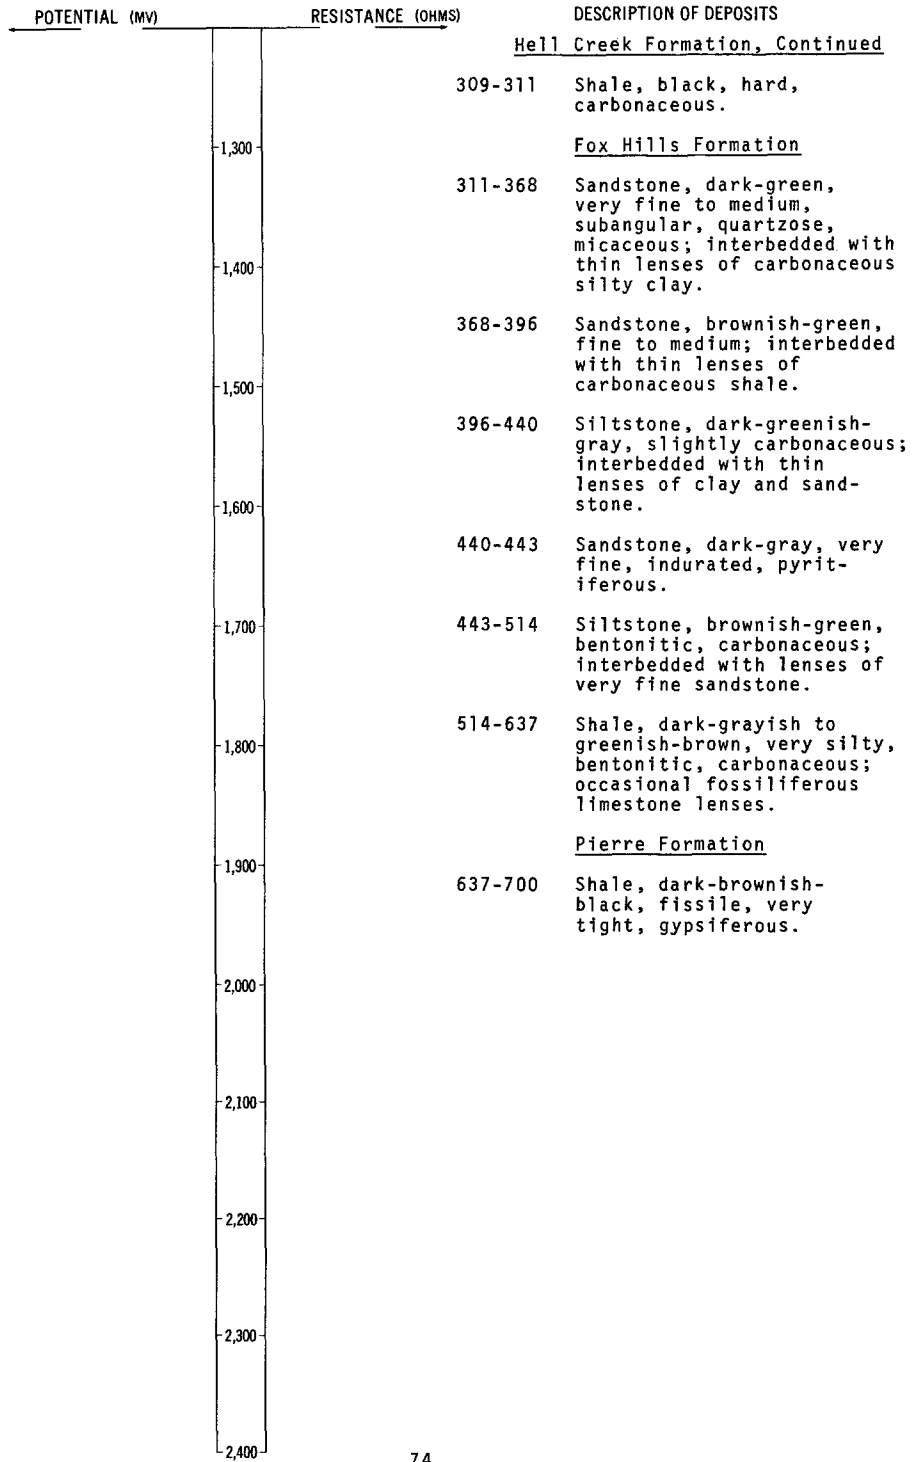 POTENTIAL (MV) RESISTANCE (OHMS) DESCRIPTION OF DEPOSITS
Hell Creek Formation, Continued
309-311 Shale, black, hard,
carbonaceous.
1,300
Fox Hills Formation
311-368 Sandstone, dark-green,
very fine to medium,
subangular, quartzose,
micaceous; interbedded with
1,400 thin lenses of carbonaceous
silty clay.
368-396 Sandstone, brownish-green,
fine to medium; interbedded
with thin lenses of
1,500 carbonaceous shale.
396-440 Siltstone, dark-greenish-
gray, slightly carbonaceous;
interbedded with thin
lenses of clay and sand-
1,600 stone.
440-443 Sandstone, dark-gray, very
fine, indurated, pyrit-
iferous.
1,700 443-514 Siltstone, brownish-green,
bentonitic, carbonaceous;
interbedded with lenses of
very fine sandstone.
514-637 Shale, dark-grayish to
1,800 greenish-brown, very silty,
bentonitic, carbonaceous;
occasional fossiliferous
limestone lenses.
Pierre Formation
1,900
637-700 Shale, dark-brownish-
black, fissile, very
tight, gypsiferous.
2,000
2,100
2,200
2,300
2,400
74